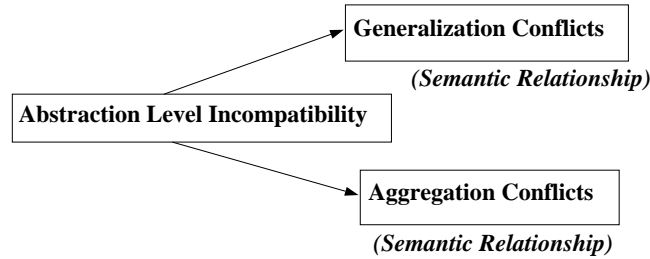 Generalization Conflicts
(Semantic Relationship)
Abstraction Level Incompatibility
Aggregation Conflicts
(Semantic Relationship)